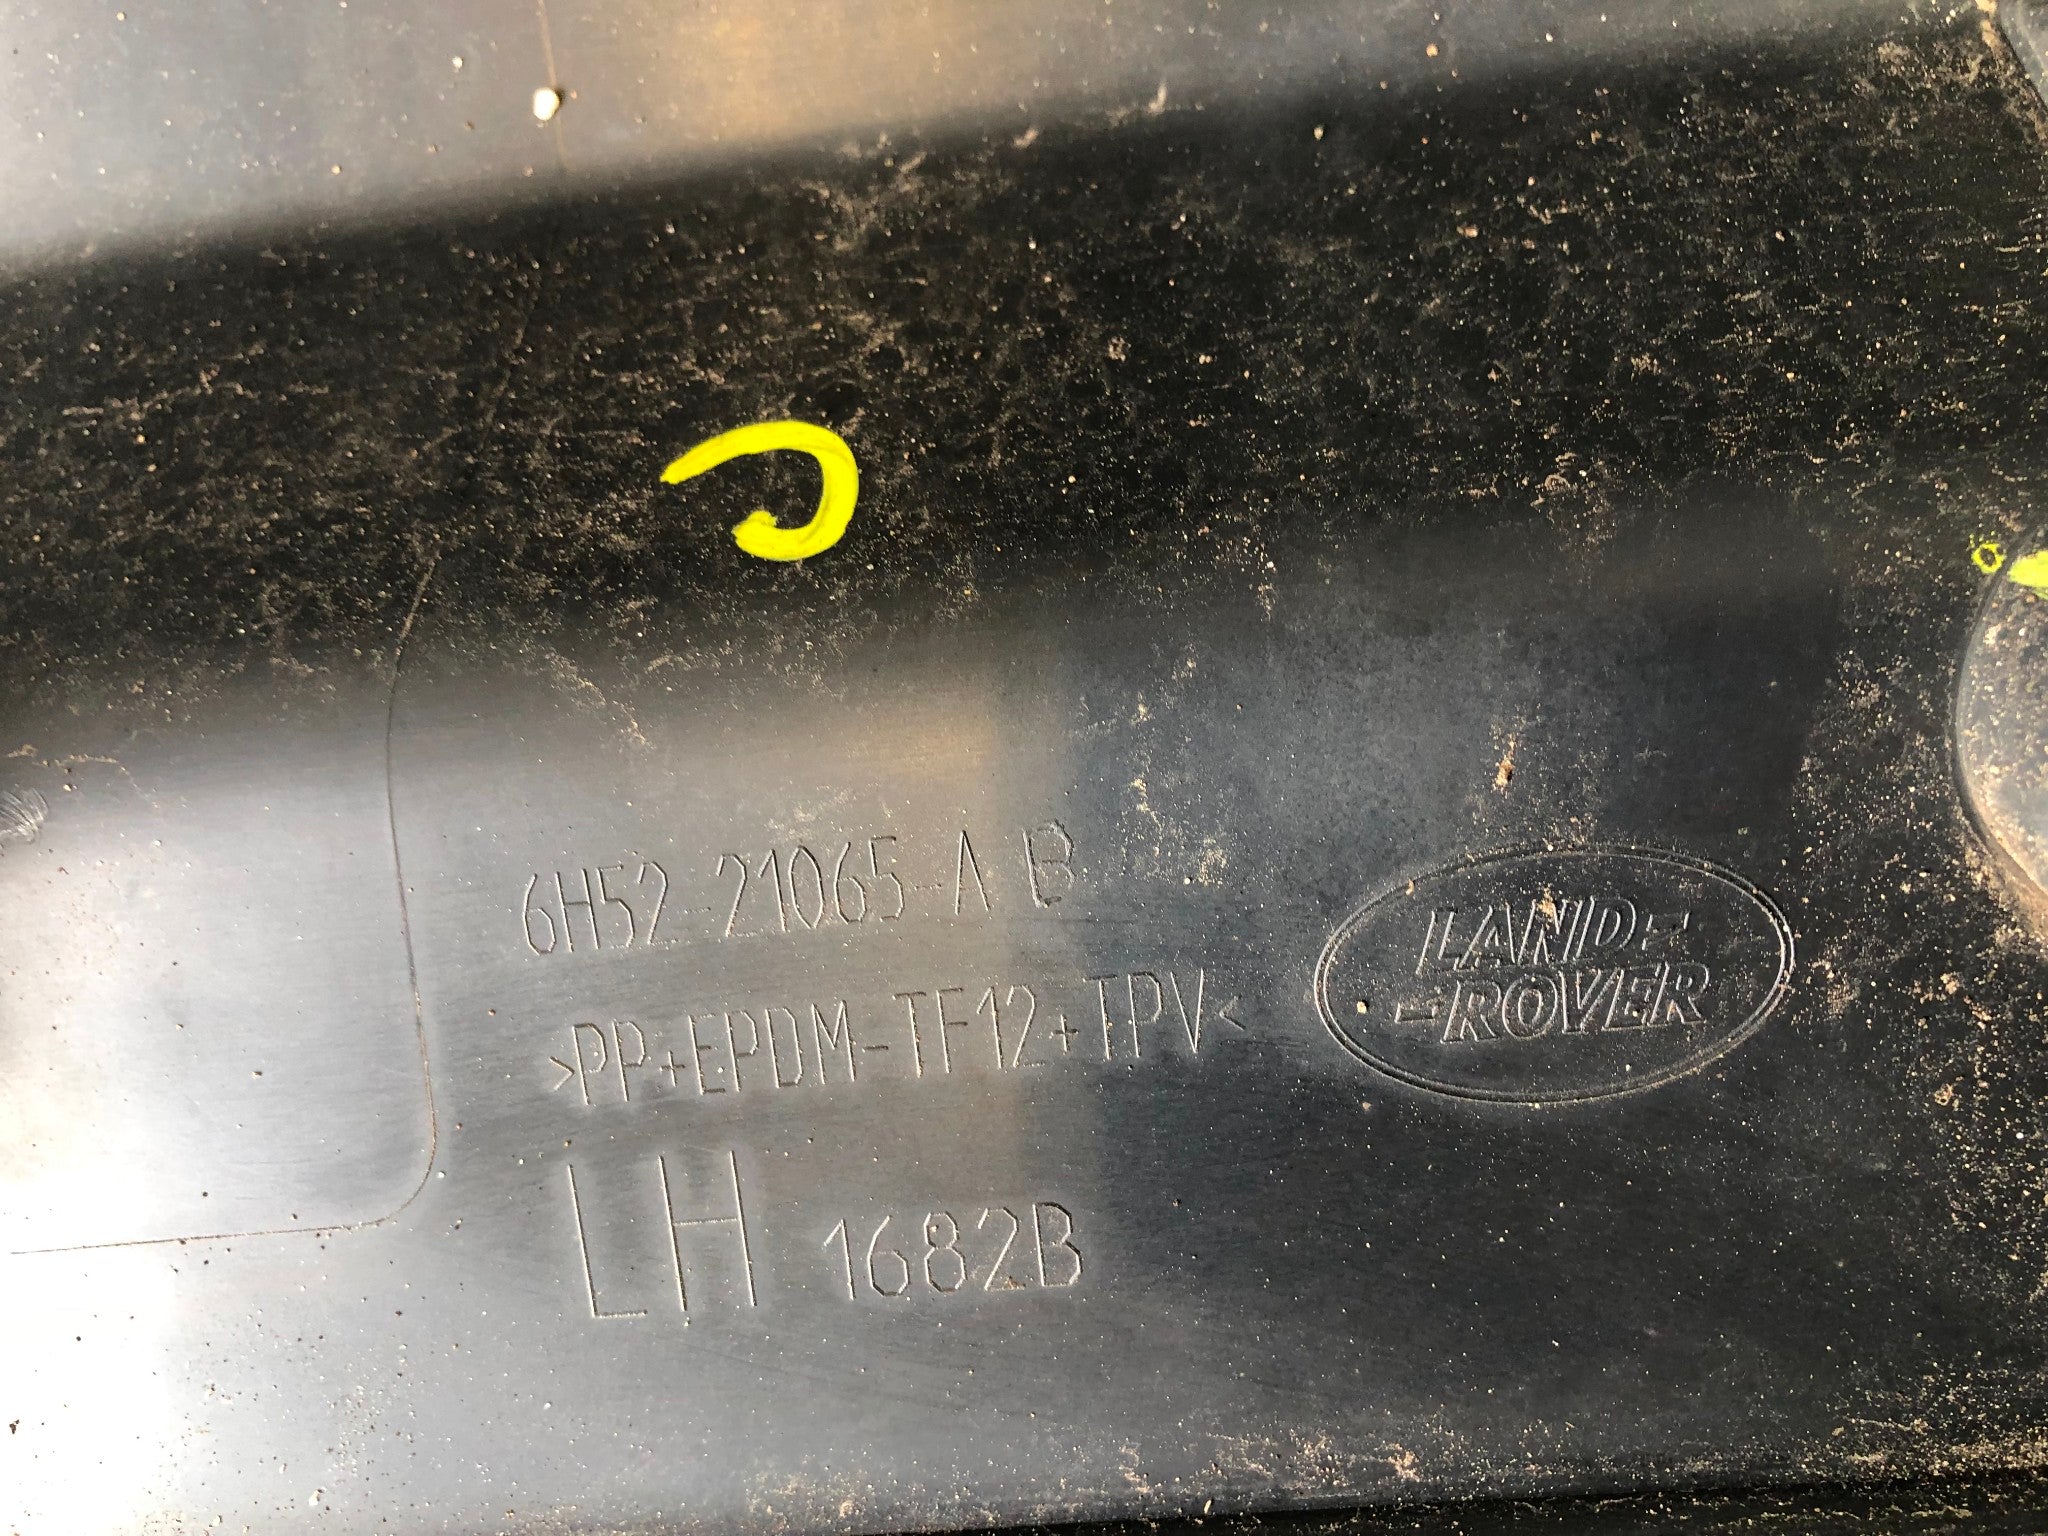 6H52-21065-A B
>PP+EPDM-TF12+TPV<
LH 1682B
LAND-
-ROVER